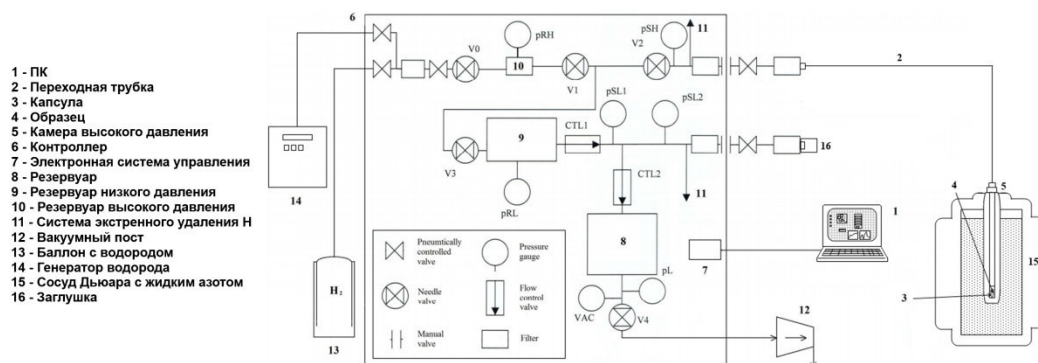 1 - ПК
2 - Переходная трубка
3 - Капсула
4 - Образец
5 - Камера высокого давления
6 - Контроллер
7 - Электронная система управления
8 - Резервуар
9 - Резервуар низкого давления
10 - Резервуар высокого давления
11 - Система экстренного удаления Н
12 - Вакуумный пост
13 - Баллон с водородом
14 - Генератор водорода
15 - Сосуд Дьюара с жидким азотом
16 - Заглушка
6
pRH
pSH
11
V0
V2
10
V1
2
pSL1
pSL2
9
CTL1
16
V3
CTL2
11
14
pRL
4
5
1
8
15
7
3
pL
VAC
V4
12
H2
13
Pneumtically
controlled
valve
Pressure
gauge
Needle
valve
Flow
control
valve
Manual
valve
Filter